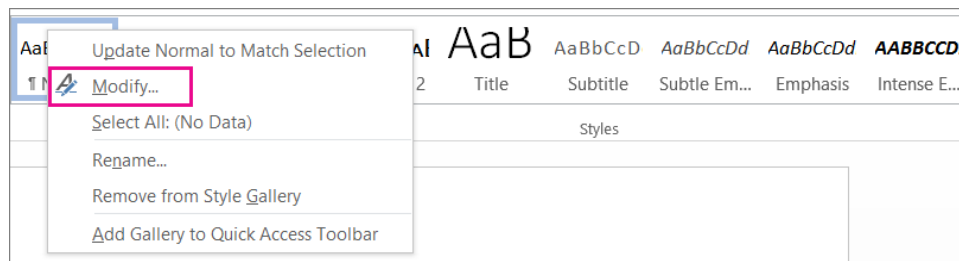 AaB
Update Normal to Match Selection
Modify...
Select All: (No Data)
Rename...
Remove from Style Gallery
Add Gallery to Quick Access Toolbar
2
AaB
Title
AaBbCcD
Subtitle
AaBbCcDd
Subtle Em...
AaBbCcDd
Emphasis
AABBCCD
Intense E...
Styles